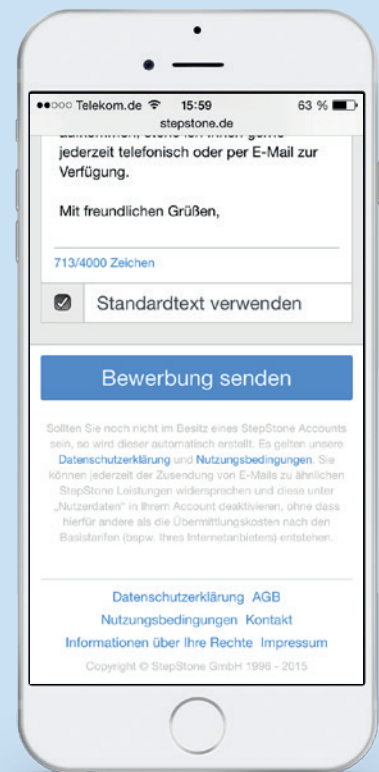 Telekom.de 15:59 63 %
stepstone.de
jederzeit telefonisch oder per E-Mail zur
Verfügung.
Mit freundlichen Grüßen,
713/4000 Zeichen
Standardtext verwenden
Bewerbung senden
Sollten Sie noch nicht im Besitz eines StepStone Accounts
sein, so wird dieser automatisch erstellt. Es gelten unsere
Datenschutzerklärung und Nutzungsbedingungen. Sie
können jederzeit der Zusendung von E-Mails zu ähnlichen
StepStone Leistungen widersprechen und diese unter
„Nutzerdaten“ in Ihrem Account deaktivieren, ohne dass
hierfür andere als die Übermittlungskosten nach den
Basistarifen (bspw. Ihres Internetanbieters) entstehen.
Datenschutzerklärung AGB
Nutzungsbedingungen Kontakt
Informationen über Ihre Rechte Impressum
Copyright © StepStone GmbH 1996 - 2015